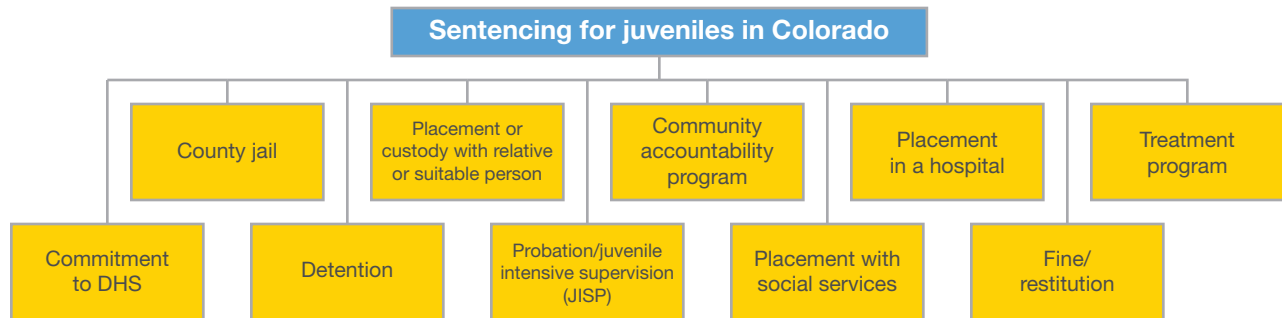 Sentencing for juveniles in Colorado
County jail
Placement or
custody with relative
or suitable person
Community
accountability
program
Placement
in a hospital
Treatment
program
Commitment
to DHS
Detention
Probation/juvenile
intensive supervision
(JISP)
Placement with
social services
Fine/
restitution